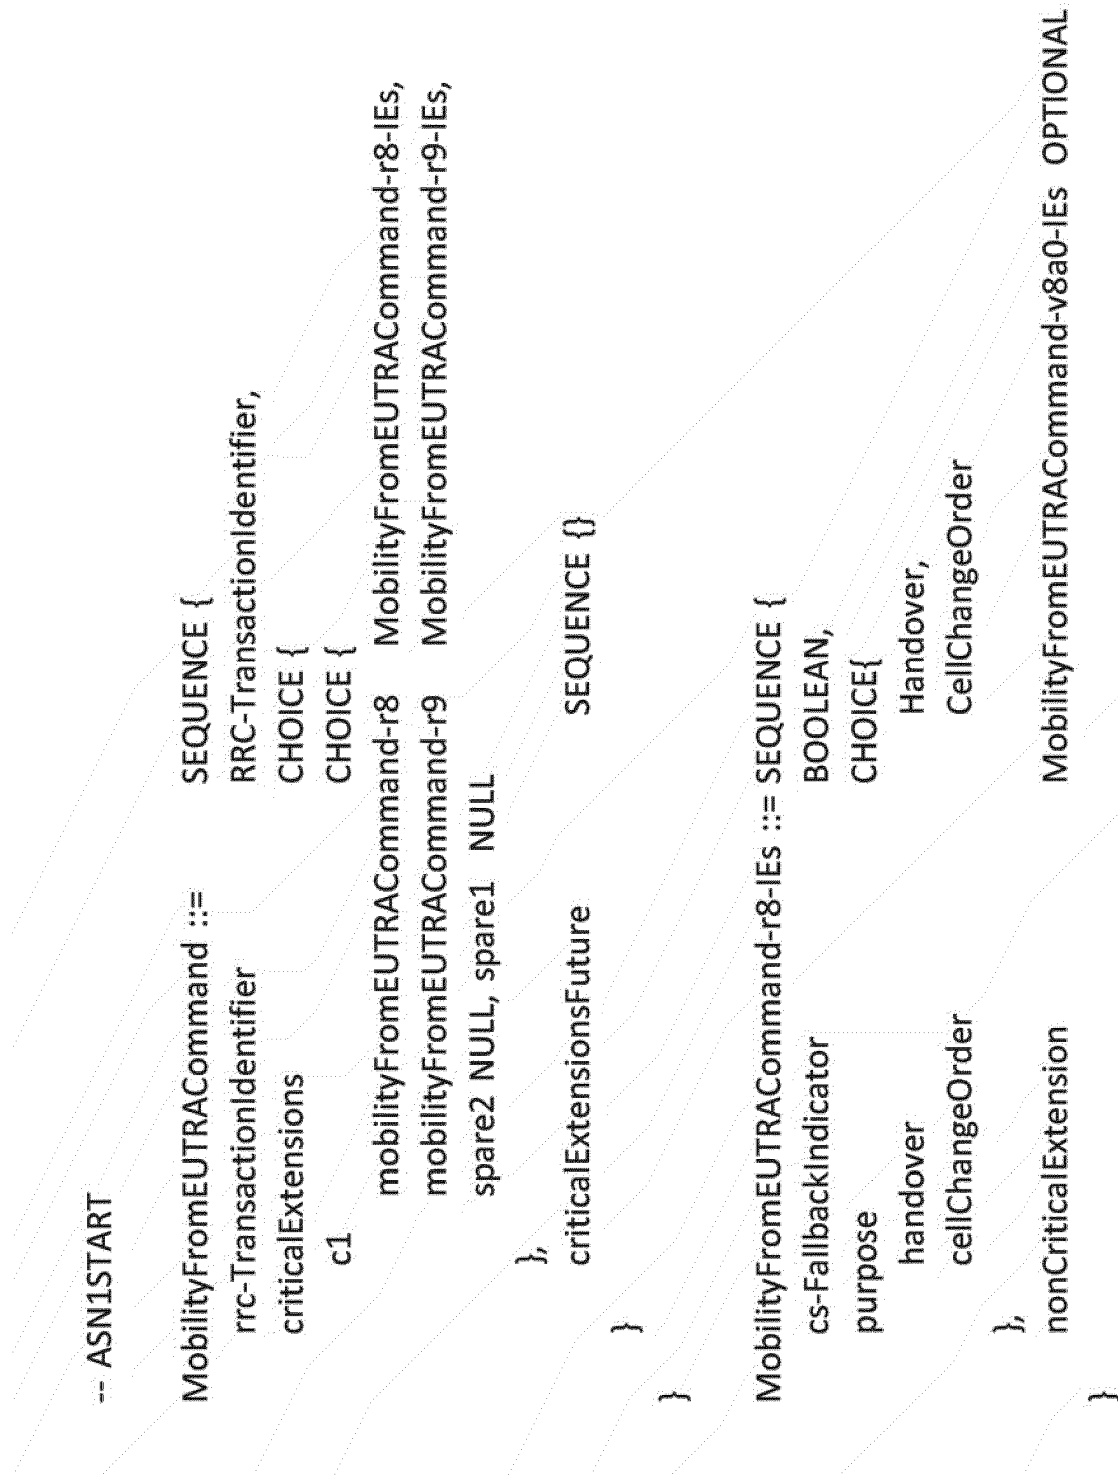 -- ASN1START
MobilityFromEUTRACommand ::= SEQUENCE {
rrc-TransactionIdentifier RRC-TransactionIdentifier,
criticalExtensions CHOICE {
c1 CHOICE {
mobilityFromEUTRACommand-r8 MobilityFromEUTRACommand-r8-IEs,
mobilityFromEUTRACommand-r9 MobilityFromEUTRACommand-r9-IEs,
spare2 NULL, spare1 NULL
},
criticalExtensionsFuture SEQUENCE {}
}
}
MobilityFromEUTRACommand-r8-IEs ::= SEQUENCE {
cs-FallbackIndicator BOOLEAN,
purpose CHOICE{
handover Handover,
cellChangeOrder CellChangeOrder
},
nonCriticalExtension MobilityFromEUTRACommand-v8a0-IEs OPTIONAL
}